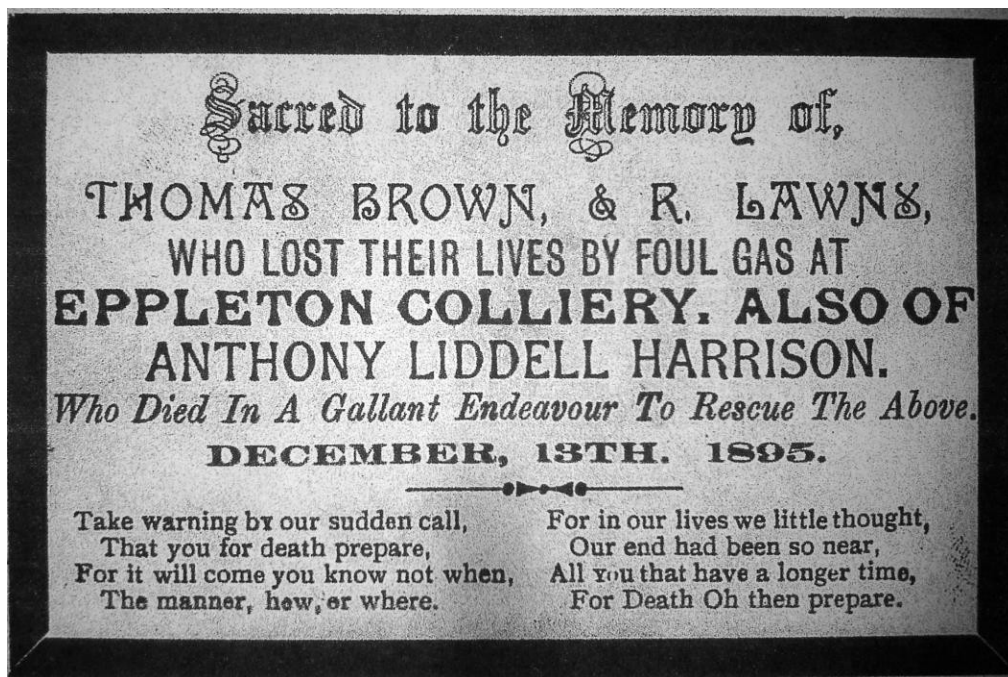 Sacred to the Memory of,
THOMAS BROWN, & R. LAWNS,
WHO LOST THEIR LIVES BY FOUL GAS AT
EPPLETON COLLIERY. ALSO OF
ANTHONY LIDDELL HARRISON.
Who Died In A Gallant Endeavour To Rescue The Above.
DECEMBER, 13TH. 1895.
Take warning by our sudden call,
That you for death prepare,
For it will come you know not when,
The manner, how, or where.
For in our lives we little thought,
Our end had been so near,
All You that have a longer time,
For Death Oh then prepare.